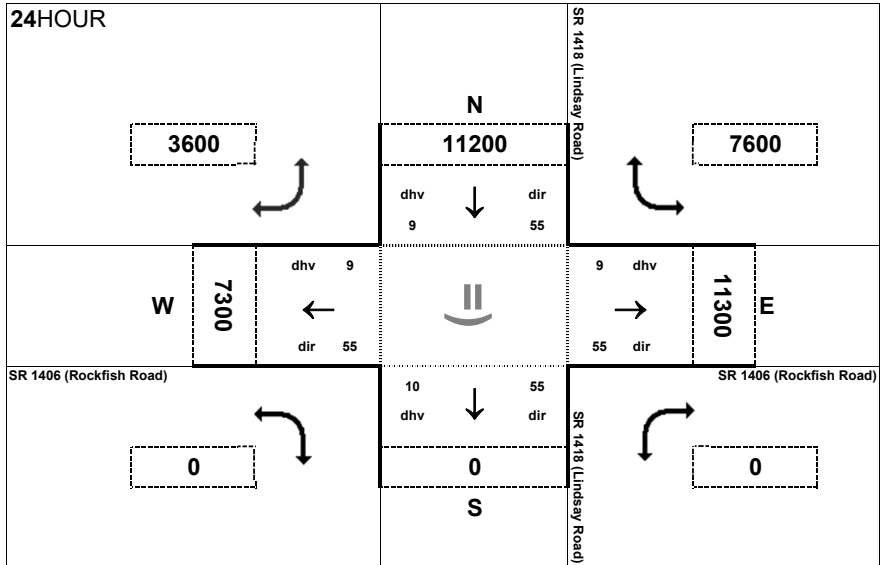 24HOUR
SR 1418 (Lindsay Road)
N
3600
11200
7600
dhv
dir
9
55
dhv 9
9 dhv
W
7300
11300
E
dir 55
55 dir
SR 1406 (Rockfish Road)
SR 1406 (Rockfish Road)
10
55
dhv
dir
SR 1418 (Lindsay Road)
0
0
0
S